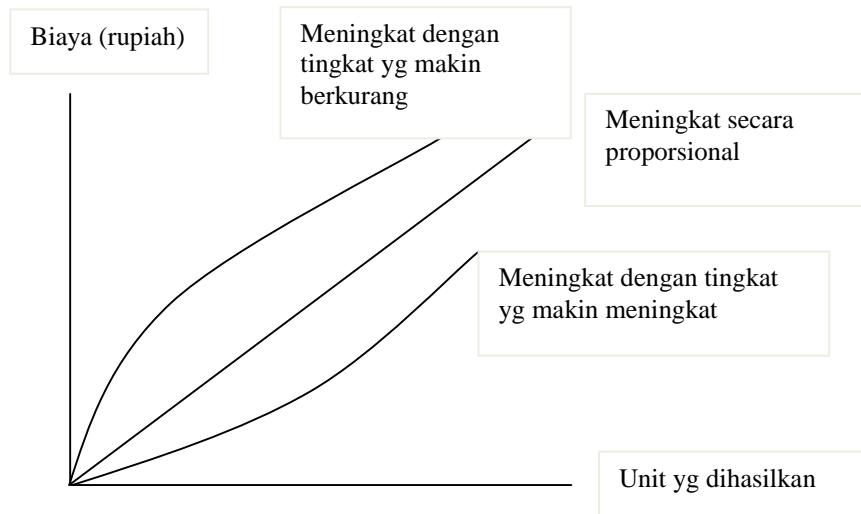 Biaya (rupiah)
Meningkat dengan
tingkat yg makin
berkurang
Meningkat secara
proporsional
Meningkat dengan tingkat
yg makin meningkat
Unit yg dihasilkan